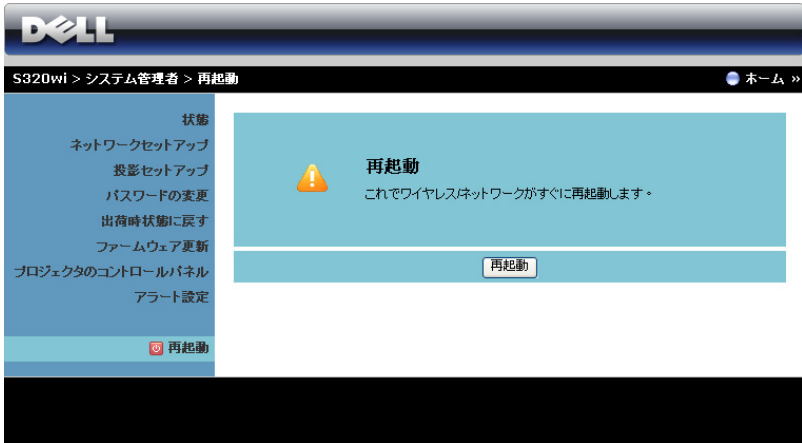 DELL
S320wi > システム管理者 > 再起動
ホーム »
状態
ネットワークセットアップ
投影セットアップ
パスワードの変更
出荷時状態に戻す
ファームウェア更新
プロジェクタのコントロールパネル
アラート設定
再起動
再起動
これでワイヤレス/ネットワークがすぐに再起動します。
再起動